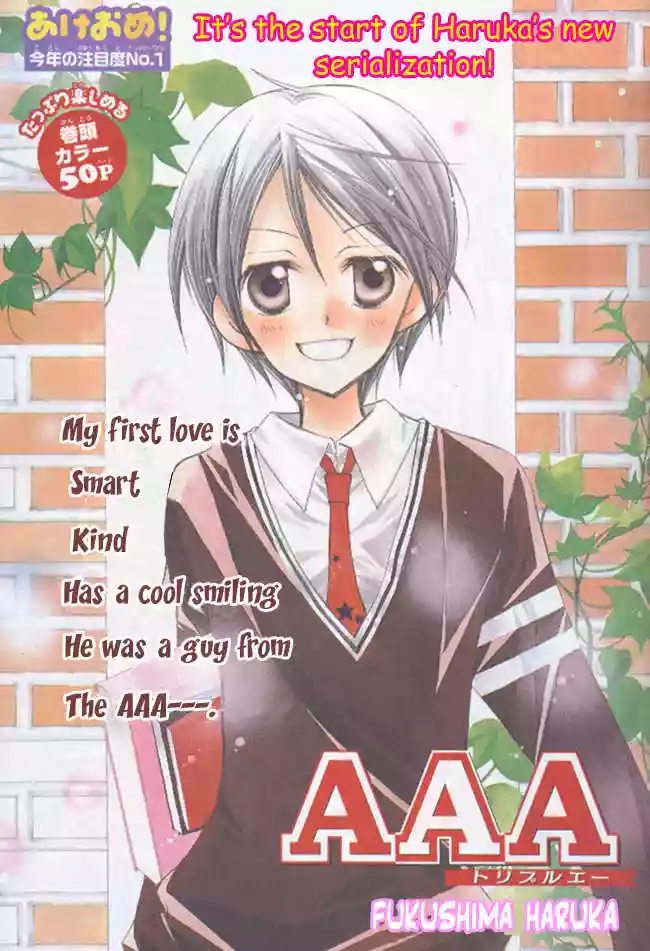 あけおめ!
今年の注目度No.1
It's the start of Haruka's new
serialization!
たっぷり楽しめる
巻頭
カラー
50P
My first love is
Smart
Kind
Has a cool smiling
He was a guy from
The AAA---.
AAA
トリプルエー
FUKUSHIMA HARUKA